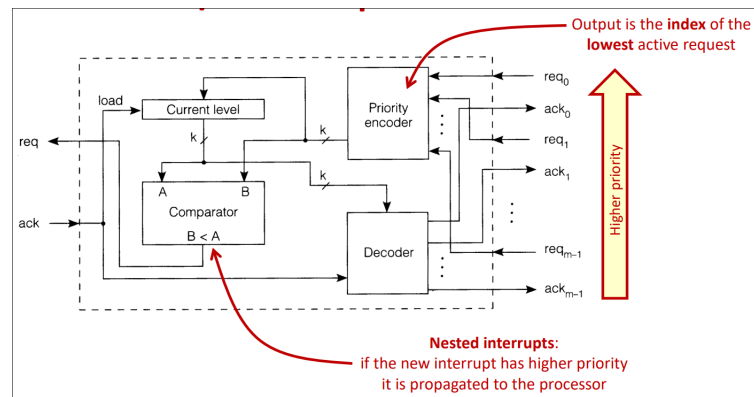 Output is the index of the
lowest active request
load
Current level
Priority
encoder
req0
ack0
req
k
k
req1
ack1
A
B
k
Comparator
B < A
ack
Decoder
reqm−1
ackm−1
Higher priority
Nested interrupts:
if the new interrupt has higher priority
it is propagated to the processor